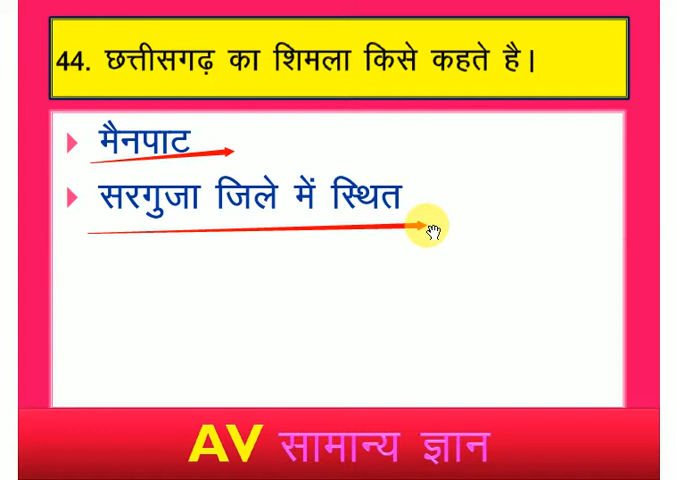 44. छत्तीसगढ़ का शिमला किसे कहते है।
मैनपाट
सरगुजा जिले में स्थित
AV सामान्य ज्ञान